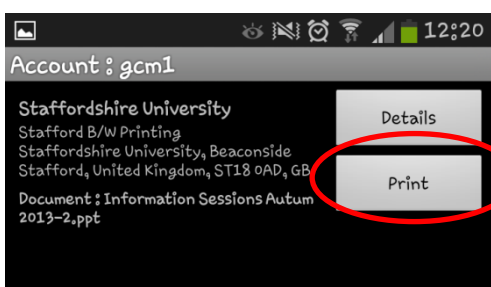 12:20
Account : gcm1
Staffordshire University
Stafford B/W Printing
Staffordshire University, Beaconside
Stafford, United Kingdom, ST18 0AD, GB
Document : Information Sessions Autum
2013-2.ppt
Details
Print